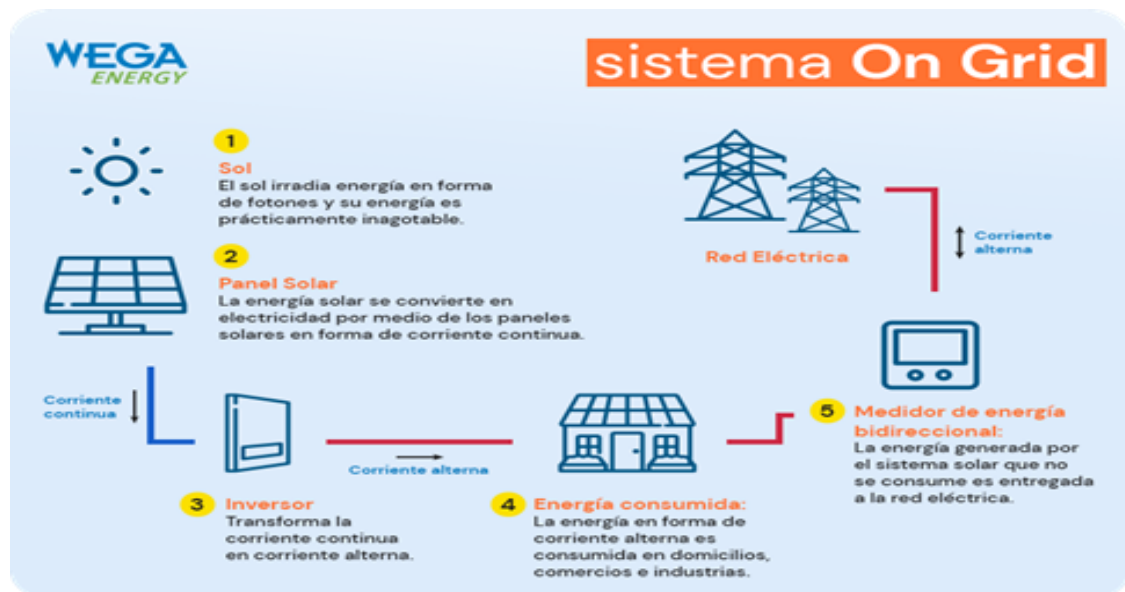 WEGA
ENERGY
sistema On Grid
1
Sol
El sol irradia energía en forma
de fotones y su energía es
prácticamente inagotable.
2
Panel Solar
La energía solar se convierte en
electricidad por medio de los paneles
solares en forma de corriente continua.
Corriente
continua
3 Inversor
Transforma la
corriente continua
en corriente alterna.
Corriente alterna
4 Energía consumida:
La energía en forma de
corriente alterna es
consumida en domicilios,
comercios e industrias.
5 Medidor de energía
bidireccional:
La energía generada por
el sistema solar que no
se consume es entregada
a la red eléctrica.
Corriente
alterna
Red Eléctrica